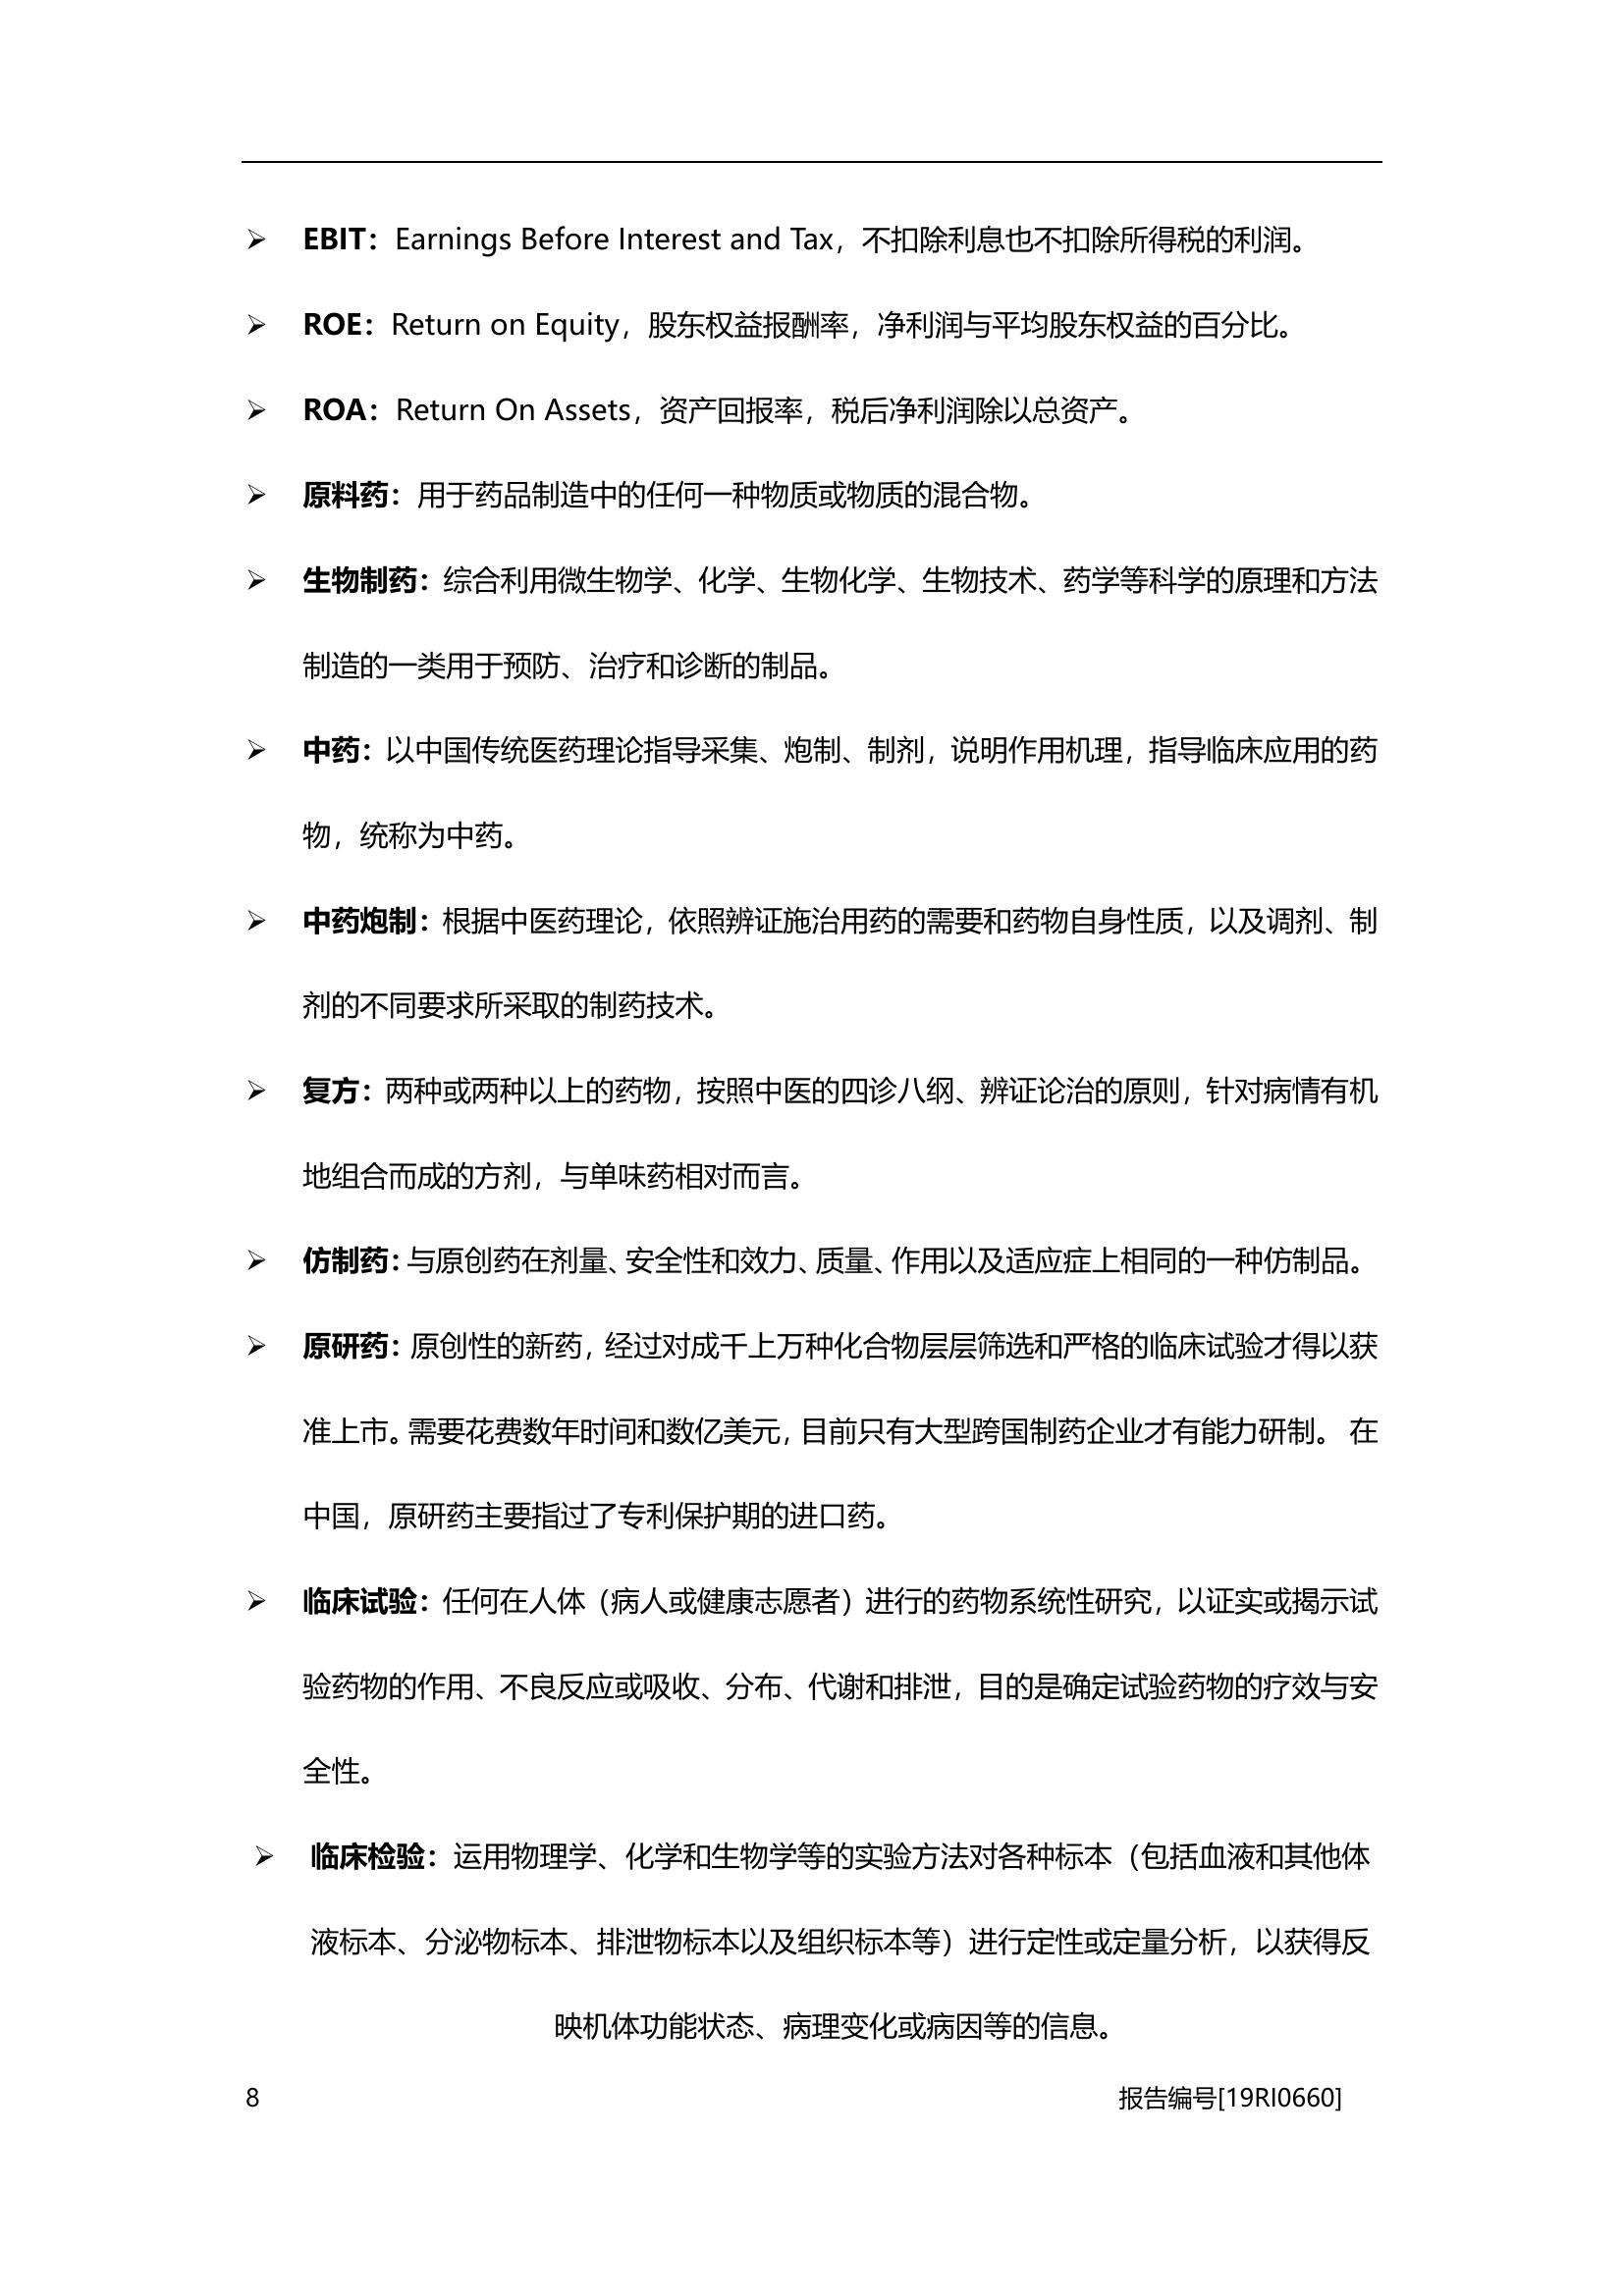 ➢ EBIT：Earnings Before Interest and Tax，不扣除利息也不扣除所得税的利润。
➢ ROE：Return on Equity，股东权益报酬率，净利润与平均股东权益的百分比。
➢ ROA：Return On Assets，资产回报率，税后净利润除以总资产。
➢ 原料药：用于药品制造中的任何一种物质或物质的混合物。
➢ 生物制药：综合利用微生物学、化学、生物化学、生物技术、药学等科学的原理和方法
制造的一类用于预防、治疗和诊断的制品。
➢ 中药：以中国传统医药理论指导采集、炮制、制剂，说明作用机理，指导临床应用的药
物，统称为中药。
➢ 中药炮制：根据中医药理论，依照辨证施治用药的需要和药物自身性质，以及调剂、制
剂的不同要求所采取的制药技术。
➢ 复方：两种或两种以上的药物，按照中医的四诊八纲、辨证论治的原则，针对病情有机
地组合而成的方剂，与单味药相对而言。
➢ 仿制药：与原创药在剂量、安全性和效力、质量、作用以及适应症上相同的一种仿制品。
➢ 原研药：原创性的新药，经过对成千上万种化合物层层筛选和严格的临床试验才得以获
准上市。需要花费数年时间和数亿美元，目前只有大型跨国制药企业才有能力研制。 在
中国，原研药主要指过了专利保护期的进口药。
➢ 临床试验：任何在人体（病人或健康志愿者）进行的药物系统性研究，以证实或揭示试
验药物的作用、不良反应或吸收、分布、代谢和排泄，目的是确定试验药物的疗效与安
全性。
➢ 临床检验：运用物理学、化学和生物学等的实验方法对各种标本（包括血液和其他体
液标本、分泌物标本、排泄物标本以及组织标本等）进行定性或定量分析，以获得反
映机体功能状态、病理变化或病因等的信息。
8 报告编号[19RI0660]